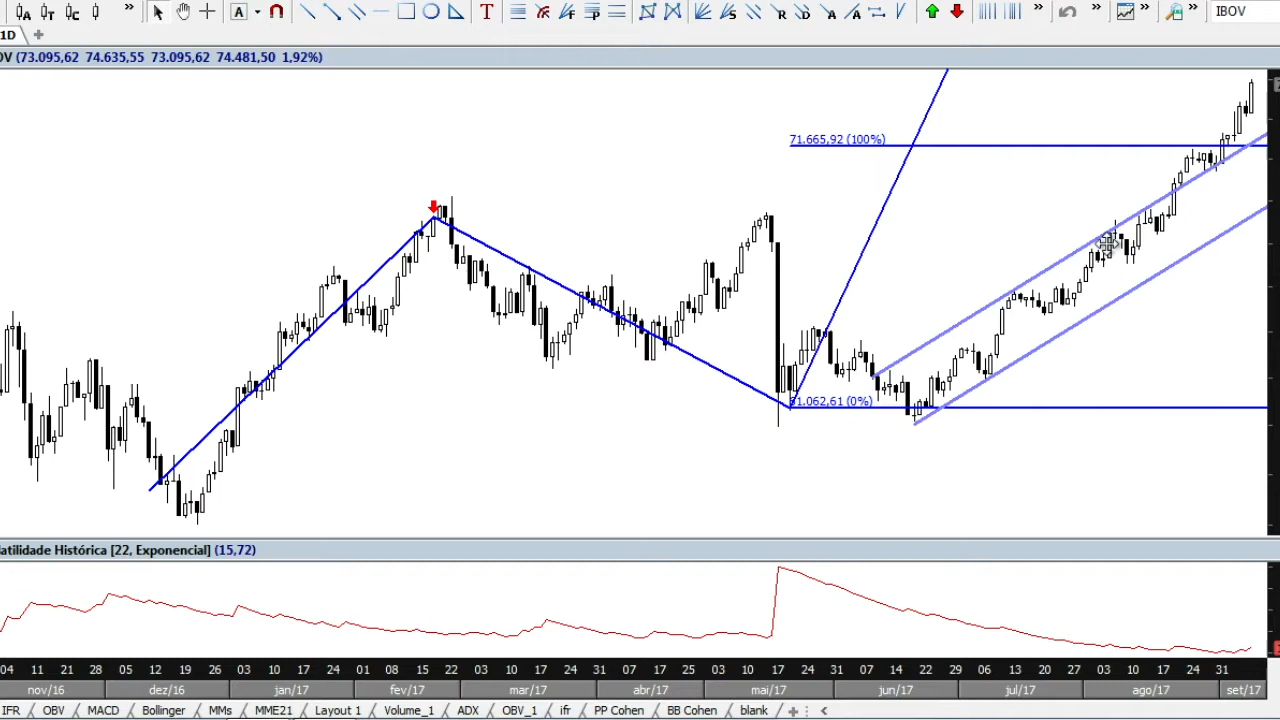 IBOV
1D
OV (73.095,62 74.635,55 73.095,62 74.481,50 1,92%)
71.665,92 (100%)
61.062,61 (0%)
atilidade Histórica [22, Exponencial] (15,72)
04 11 21 28 05 12 19 26 03 10 17 24 01 08 15 22 03 10 17 24 31 07 17 25 03 10 17 24 31 07 14 22 29 06 13 20 27 03 10 17 24 31
nov/16 dez/16 jan/17 fev/17 mar/17 abr/17 mai/17 jun/17 jul/17 ago/17 set/17
IFR OBV MACD Bollinger MMs MME21 Layout 1 Volume_1 ADX OBV_1 ifr PP Cohen BB Cohen blank